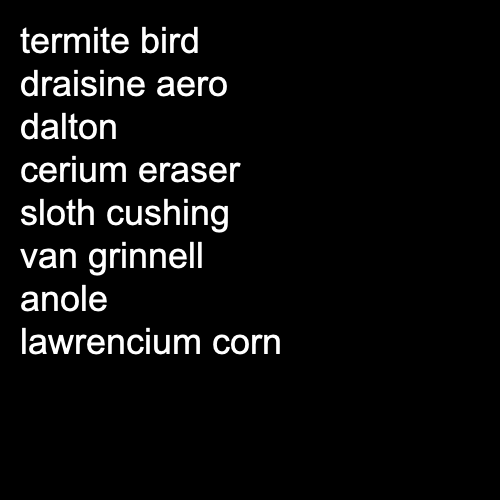 termite bird
draisine aero
dalton
cerium eraser
sloth cushing
van grinnell
anole
lawrencium corn